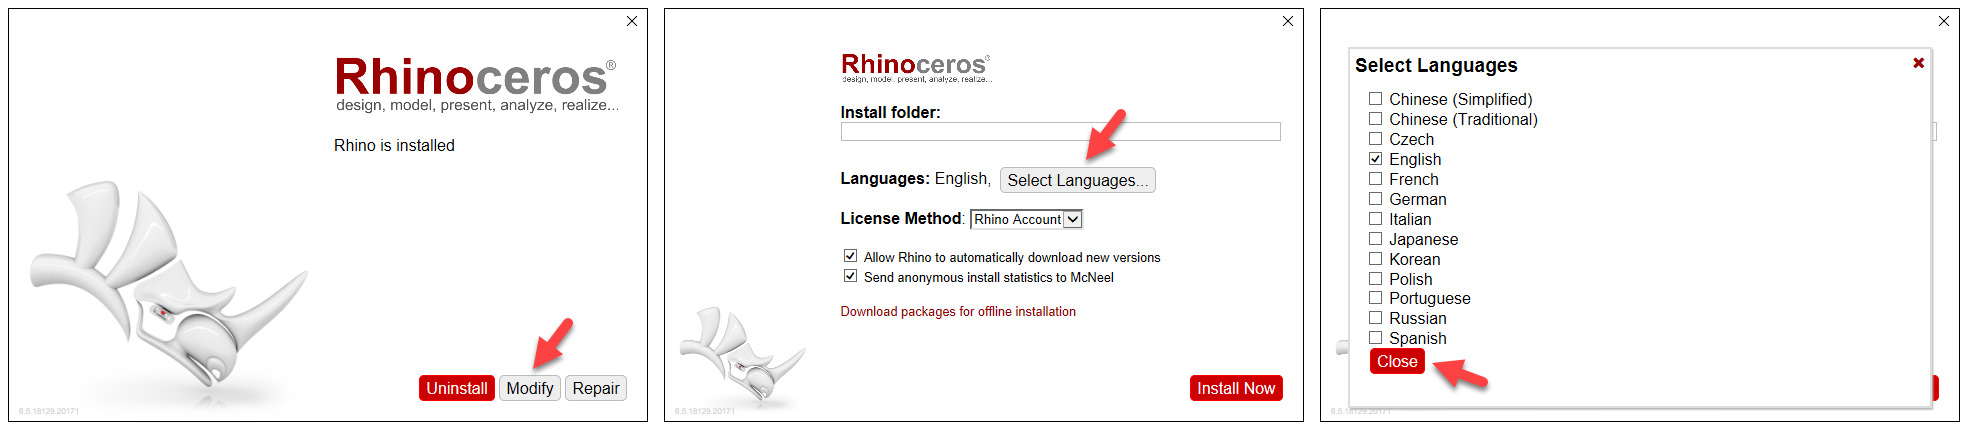 Rhinoceros®
design, model, present, analyze, realize...
Rhino is installed
Uninstall Modify Repair
6.5.18129.20171
Rhinoceros®
design, model, present, analyze, realize...
Install folder:
Languages: English, Select Languages...
License Method: Rhino Account
Allow Rhino to automatically download new versions
Send anonymous install statistics to McNeel
Download packages for offline installation
Install Now
6.5.18129.20171
Select Languages
Chinese (Simplified)
Chinese (Traditional)
Czech
English
French
German
Italian
Japanese
Korean
Polish
Portuguese
Russian
Spanish
Close
6.5.18129.20171